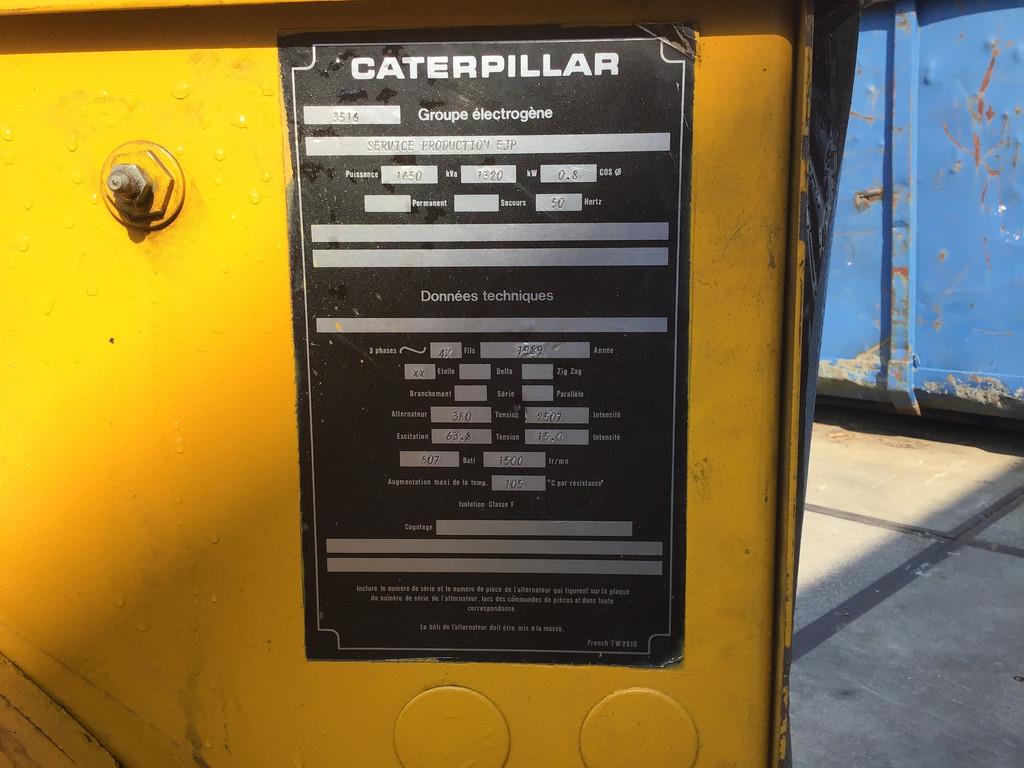 CATERPILLAR
3516 Groupe électrogène
SERVICE PRODUCTION EJP
Puissance 1650 kVa 1320 kW 0.8 COS Ø
Permanent Secours 50 Hertz
Données techniques
3 phases Fils 1989 Année
xx Etoile Delta Zig Zag
Branchement Série Parallèle
Alternateur 380 Tension 2507 Intensité
Excitation 63.8 Tension 15.0 Intensité
807 Bati 1500 tr/mn
Augmentation maxi de la temp. 105 °C par résistance
Isolation Classe F
Capotage
Inclure le numéro de série et le numéro de pièce de l'alternateur qui figurent sur la plaque
du numéro de série de l'alternateur, lors des commandes de pièces et dans toute
correspondance.
Le bâti de l'alternateur doit être mis à la masse.
French 7W2916